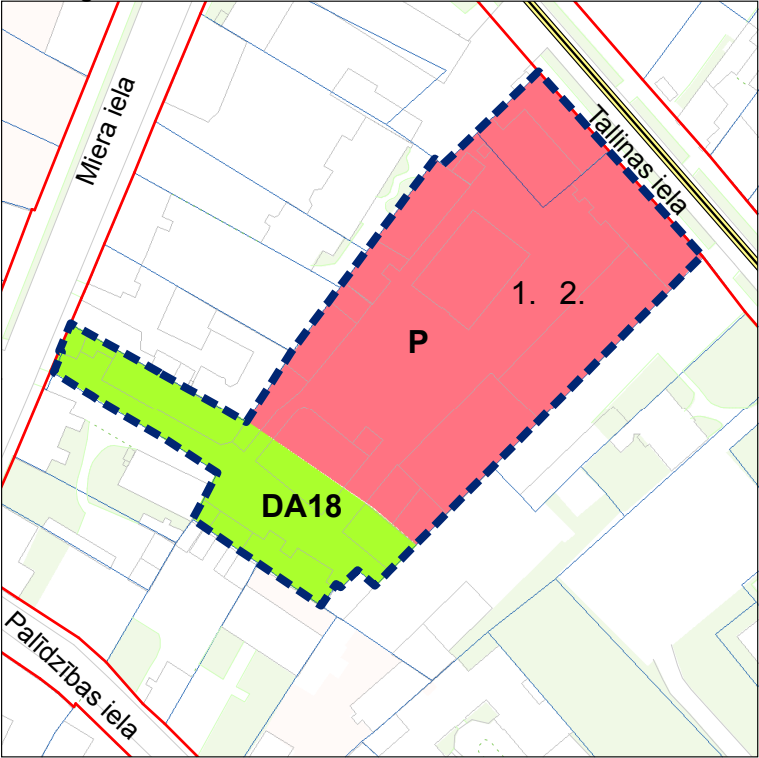 Miera iela
Tallinas iela
1. 2.
P
DA18
Palīdzības iela